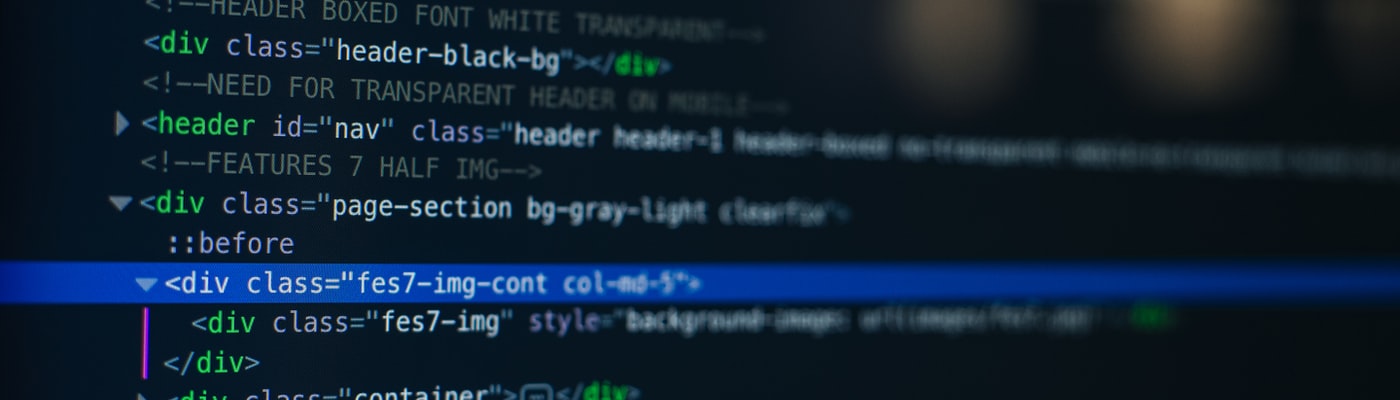 <!--HEADER BOXED FONT WHITE TRANSPARENT-->
<div class="header-black-bg"></div>
<!--NEED FOR TRANSPARENT HEADER ON MOBILE-->
<header id="nav" class="header header-1 header-boxed
<!--FEATURES 7 HALF IMG-->
<div class="page-section bg-gray-light clearfix">
::before
<div class="fes7-img-cont col-md-5">
<div class="fes7-img" style="background-image:
</div>
<div class="container"></div>